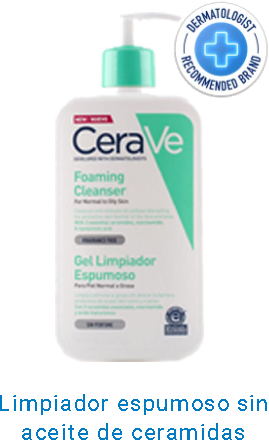 DERMATOLOGIST
RECOMMENDED BRAND
NEW • NUEVO
CeraVe
DEVELOPED WITH DERMATOLOGISTS
Foaming
Cleanser
For Normal to Oily Skin
FRAGRANCE FREE
Gel Limpiador
Espumoso
Para Piel Normal a Grasa
SIN PERFUME
Limpiador espumoso sin
aceite de ceramidas